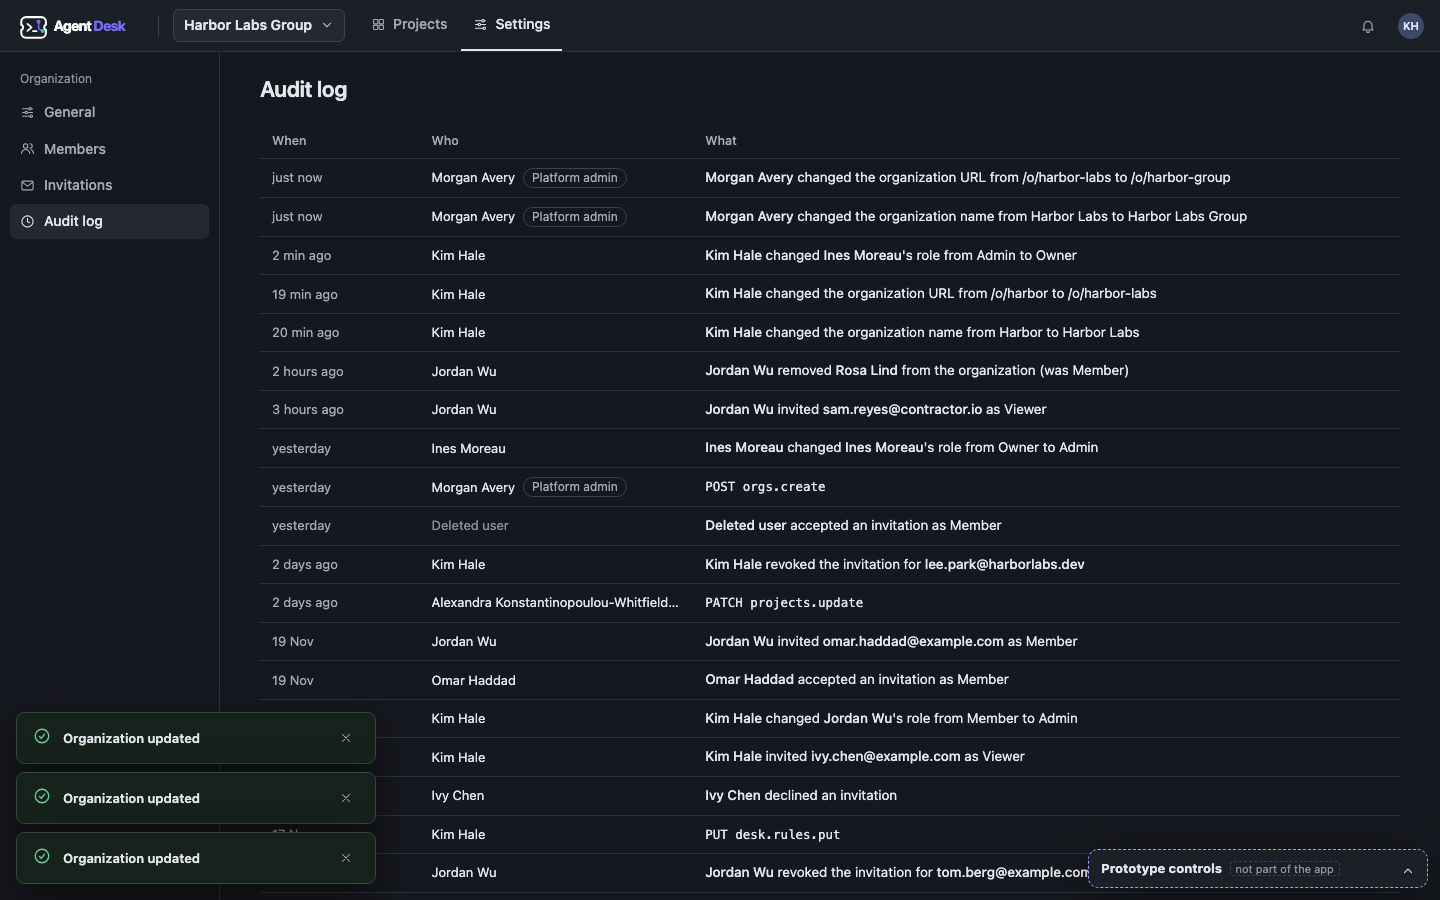 AgentDesk
Harbor Labs Group
Projects
Settings
KH
Organization
General
Members
Invitations
Audit log
Audit log
When Who What
just now Morgan Avery Platform admin Morgan Avery changed the organization URL from /o/harbor-labs to /o/harbor-group
just now Morgan Avery Platform admin Morgan Avery changed the organization name from Harbor Labs to Harbor Labs Group
2 min ago Kim Hale Kim Hale changed Ines Moreau's role from Admin to Owner
19 min ago Kim Hale Kim Hale changed the organization URL from /o/harbor to /o/harbor-labs
20 min ago Kim Hale Kim Hale changed the organization name from Harbor to Harbor Labs
2 hours ago Jordan Wu Jordan Wu removed Rosa Lind from the organization (was Member)
3 hours ago Jordan Wu Jordan Wu invited sam.reyes@contractor.io as Viewer
yesterday Ines Moreau Ines Moreau changed Ines Moreau's role from Owner to Admin
yesterday Morgan Avery Platform admin POST orgs.create
yesterday Deleted user Deleted user accepted an invitation as Member
2 days ago Kim Hale Kim Hale revoked the invitation for lee.park@harborlabs.dev
2 days ago Alexandra Konstantinopoulou-Whitfield... PATCH projects.update
19 Nov Jordan Wu Jordan Wu invited omar.haddad@example.com as Member
19 Nov Omar Haddad Omar Haddad accepted an invitation as Member
Kim Hale Kim Hale changed Jordan Wu's role from Member to Admin
Kim Hale Kim Hale invited ivy.chen@example.com as Viewer
Ivy Chen Ivy Chen declined an invitation
Kim Hale PUT desk.rules.put
Jordan Wu Jordan Wu revoked the invitation for tom.berg@example.com
Organization updated
Organization updated
Organization updated
Prototype controls not part of the app